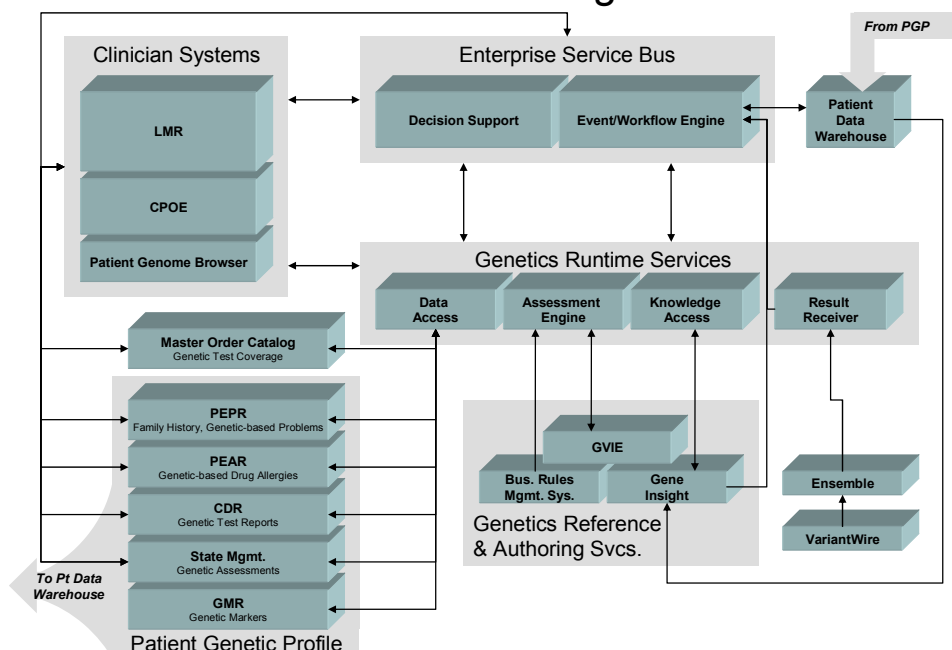 From PGP
Clinician Systems
LMR
CPOE
Patient Genome Browser
Enterprise Service Bus
Decision Support
Event/Workflow Engine
Patient
Data
Warehouse
Genetics Runtime Services
Data
Access
Assessment
Engine
Knowledge
Access
Result
Receiver
Master Order Catalog
Genetic Test Coverage
PEPR
Family History, Genetic-based Problems
PEAR
Genetic-based Drug Allergies
CDR
Genetic Test Reports
State Mgmt.
Genetic Assessments
GMR
Genetic Markers
Patient Genetic Profile
To Pt Data
Warehouse
GVIE
Bus. Rules
Mgmt. Sys.
Gene
Insight
Genetics Reference
& Authoring Svcs.
Ensemble
VariantWire